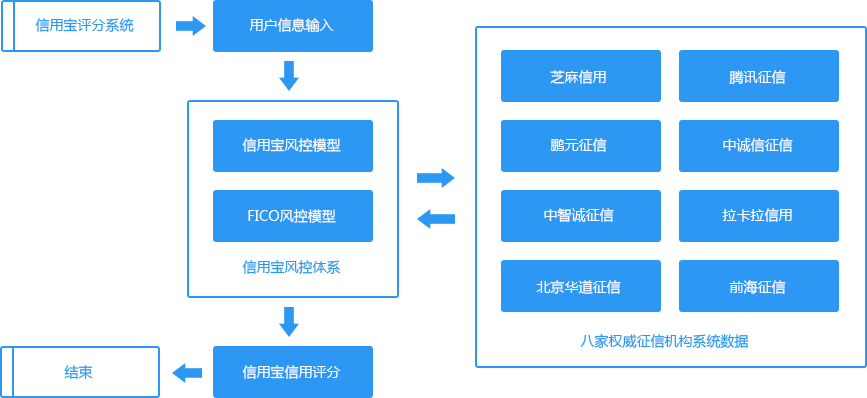 信用宝评分系统
用户信息输入
信用宝风控模型
FICO风控模型
信用宝风控体系
芝麻信用
腾讯征信
鹏元征信
中诚信征信
中智诚征信
拉卡拉信用
北京华道征信
前海征信
八家权威征信机构系统数据
信用宝信用评分
结束